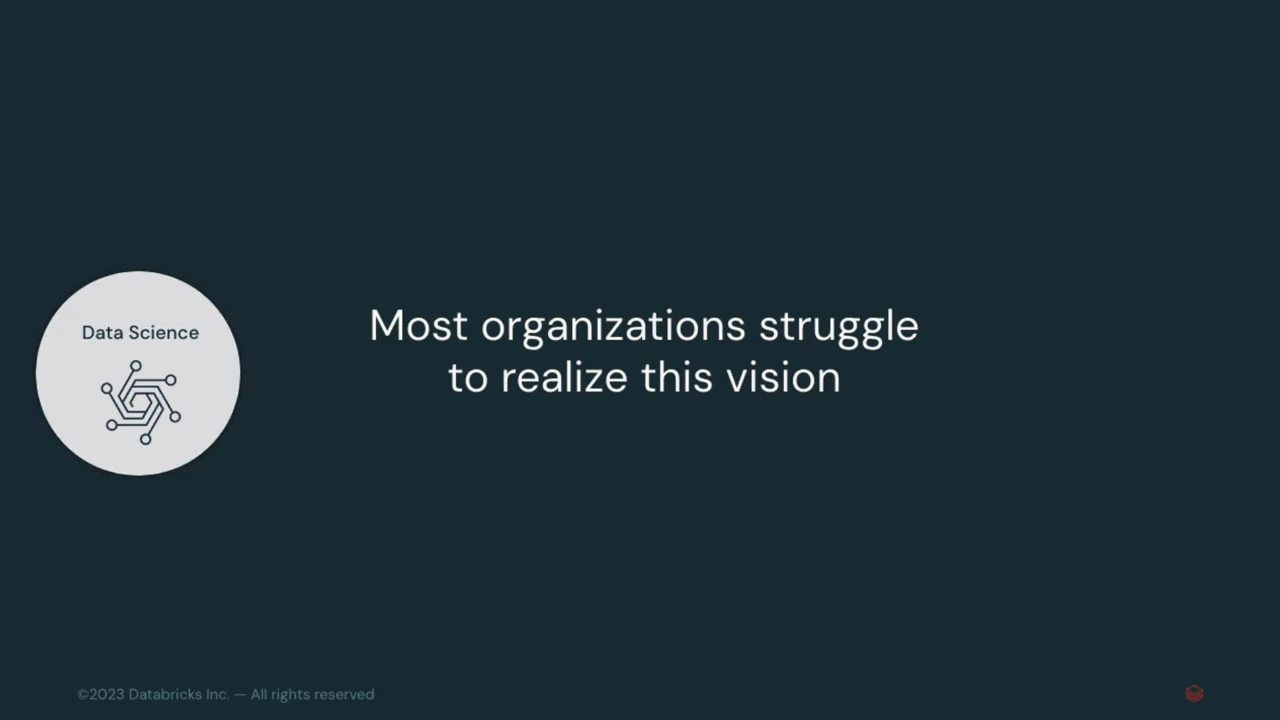 Data Science
Most organizations struggle
to realize this vision
©2023 Databricks Inc. — All rights reserved